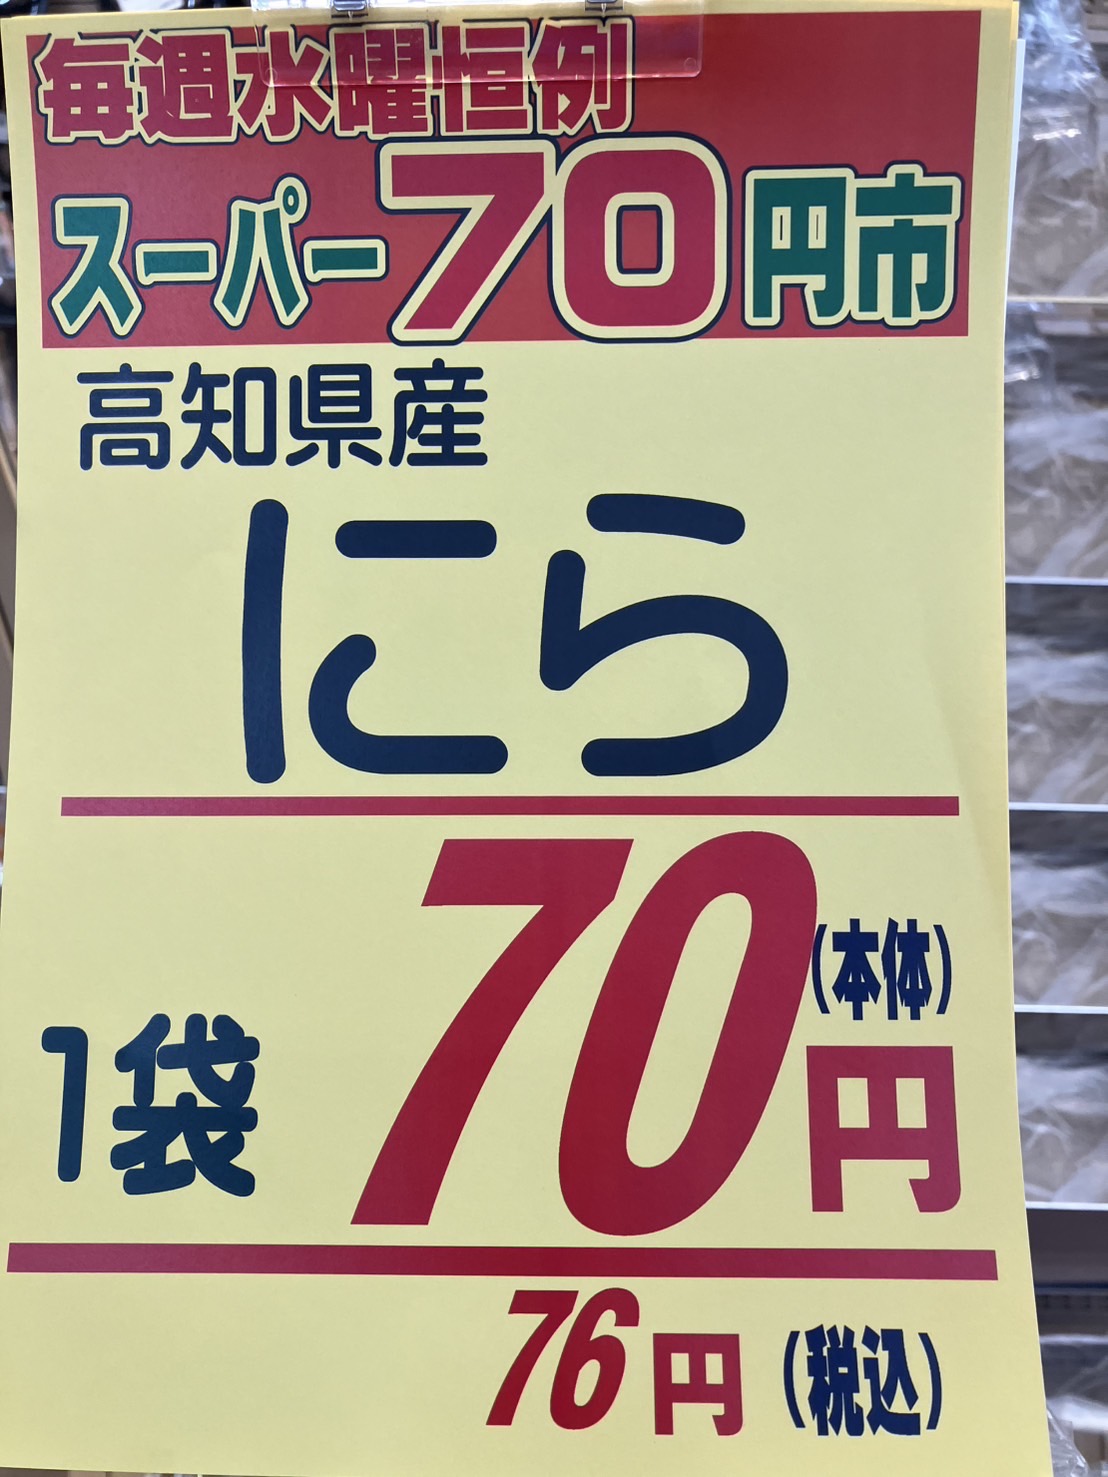 毎週水曜恒例
スーパー70円市
高知県産
にら
1袋 70円(本体)
76円(税込)